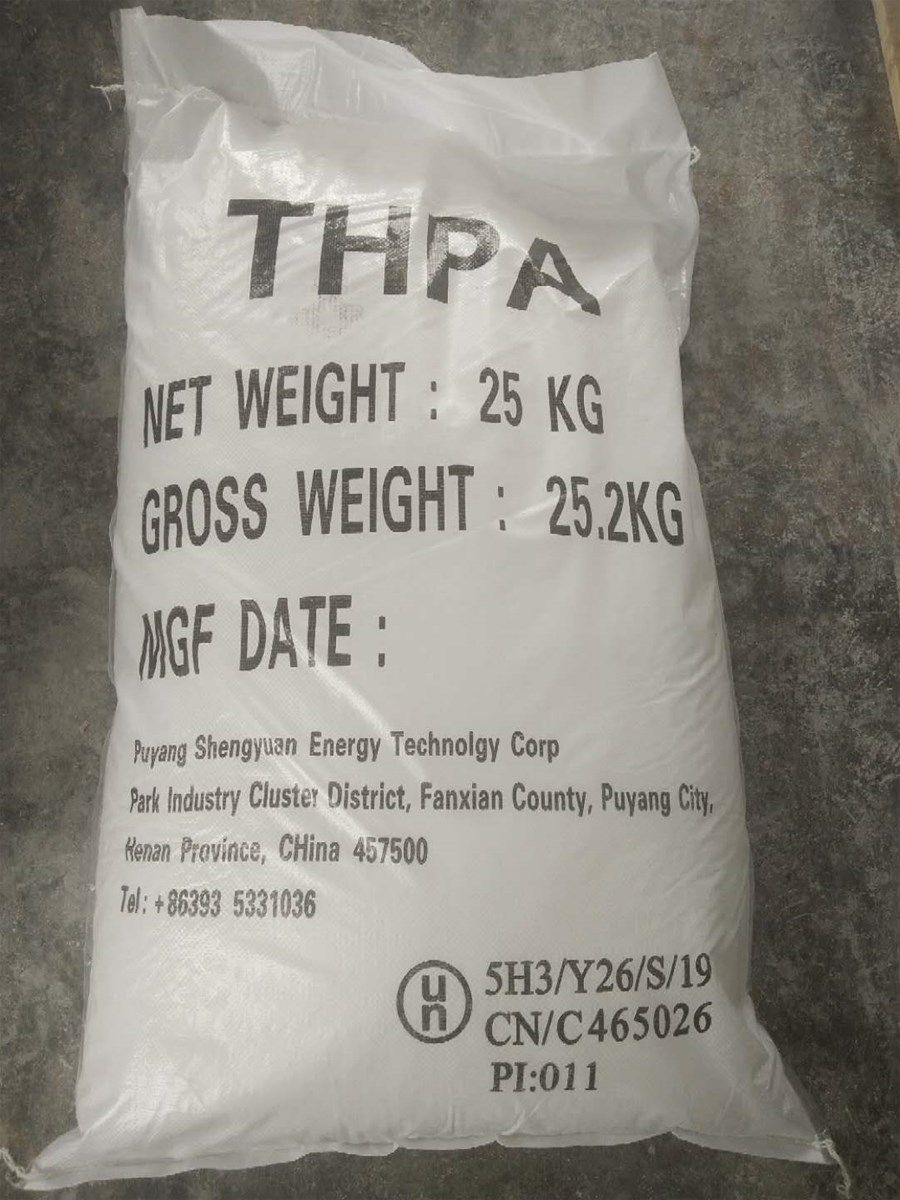 THPA
NET WEIGHT : 25 KG
GROSS WEIGHT : 25.2KG
MGF DATE :
Puyang Shengyuan Energy Technolgy Corp
Park Industry Cluster District, Fanxian County, Puyang City,
Henan Province, CHina 457500
Tel: +86393 5331036
un
5H3/Y26/S/19
CN/C465026
PI:011